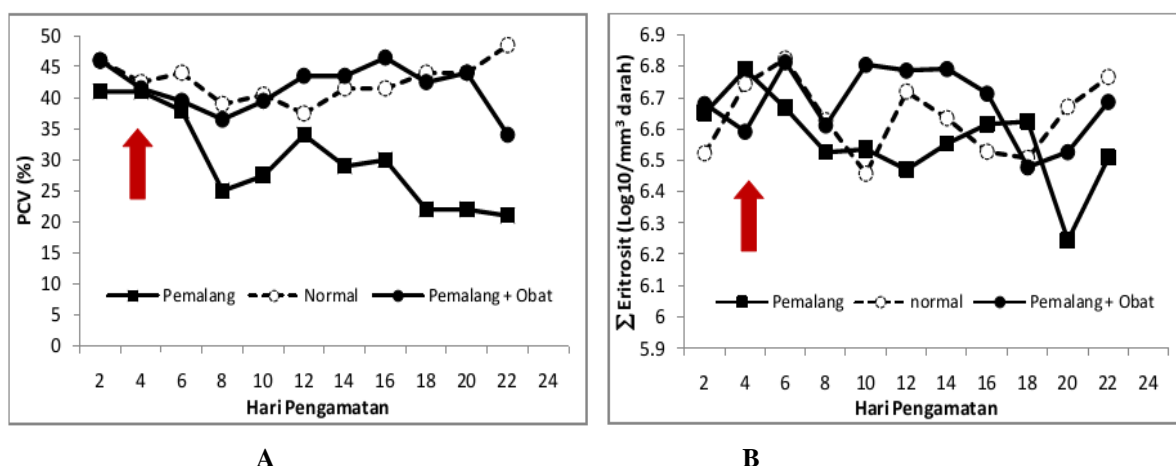 PCV (%)
50
45
40
35
30
25
20
15
10
5
0
Pemalang Normal Pemalang + Obat
2 4 6 8 10 12 14 16 18 20 22 24
Hari Pengamatan
A
∑ Eritrosit (Log10/mm³ darah)
6.9
6.8
6.7
6.6
6.5
6.4
6.3
6.2
6.1
6
5.9
Pemalang normal Pemalang + Obat
2 4 6 8 10 12 14 16 18 20 22 24
Hari Pengamatan
B